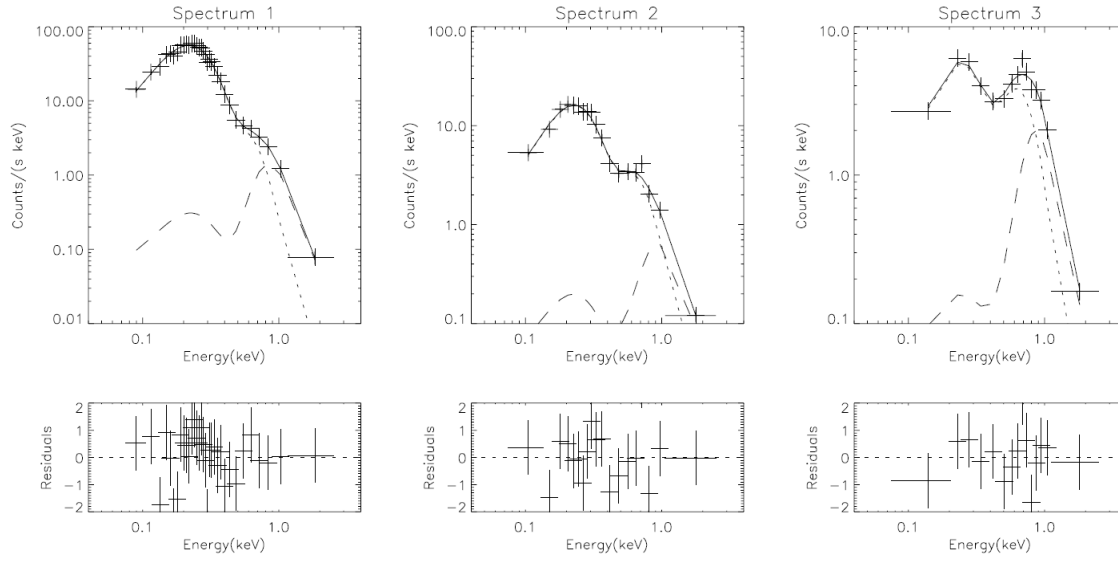 Spectrum 1
Counts/(s keV)
100.00
10.00
1.00
0.10
0.01
0.1
1.0
Energy(keV)
Residuals
2
1
0
−1
−2
0.1
1.0
Energy(keV)
Spectrum 2
Counts/(s keV)
100.0
10.0
1.0
0.1
0.1
1.0
Energy(keV)
Residuals
2
1
0
−1
−2
0.1
1.0
Energy(keV)
Spectrum 3
Counts/(s keV)
10.0
1.0
0.1
0.1
1.0
Energy(keV)
Residuals
2
1
0
−1
−2
0.1
1.0
Energy(keV)